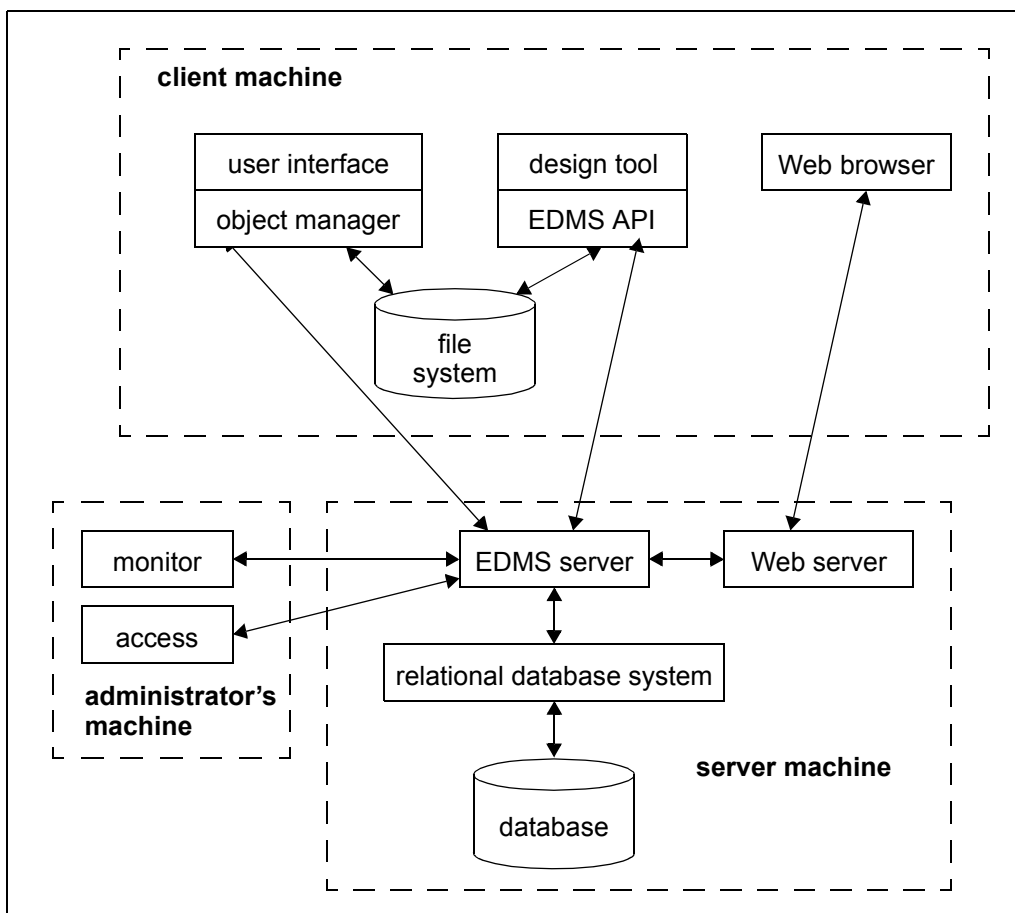 client machine
user interface
object manager
design tool
EDMS API
Web browser
file
system
monitor
access
administrator’s
machine
EDMS server
Web server
relational database system
server machine
database